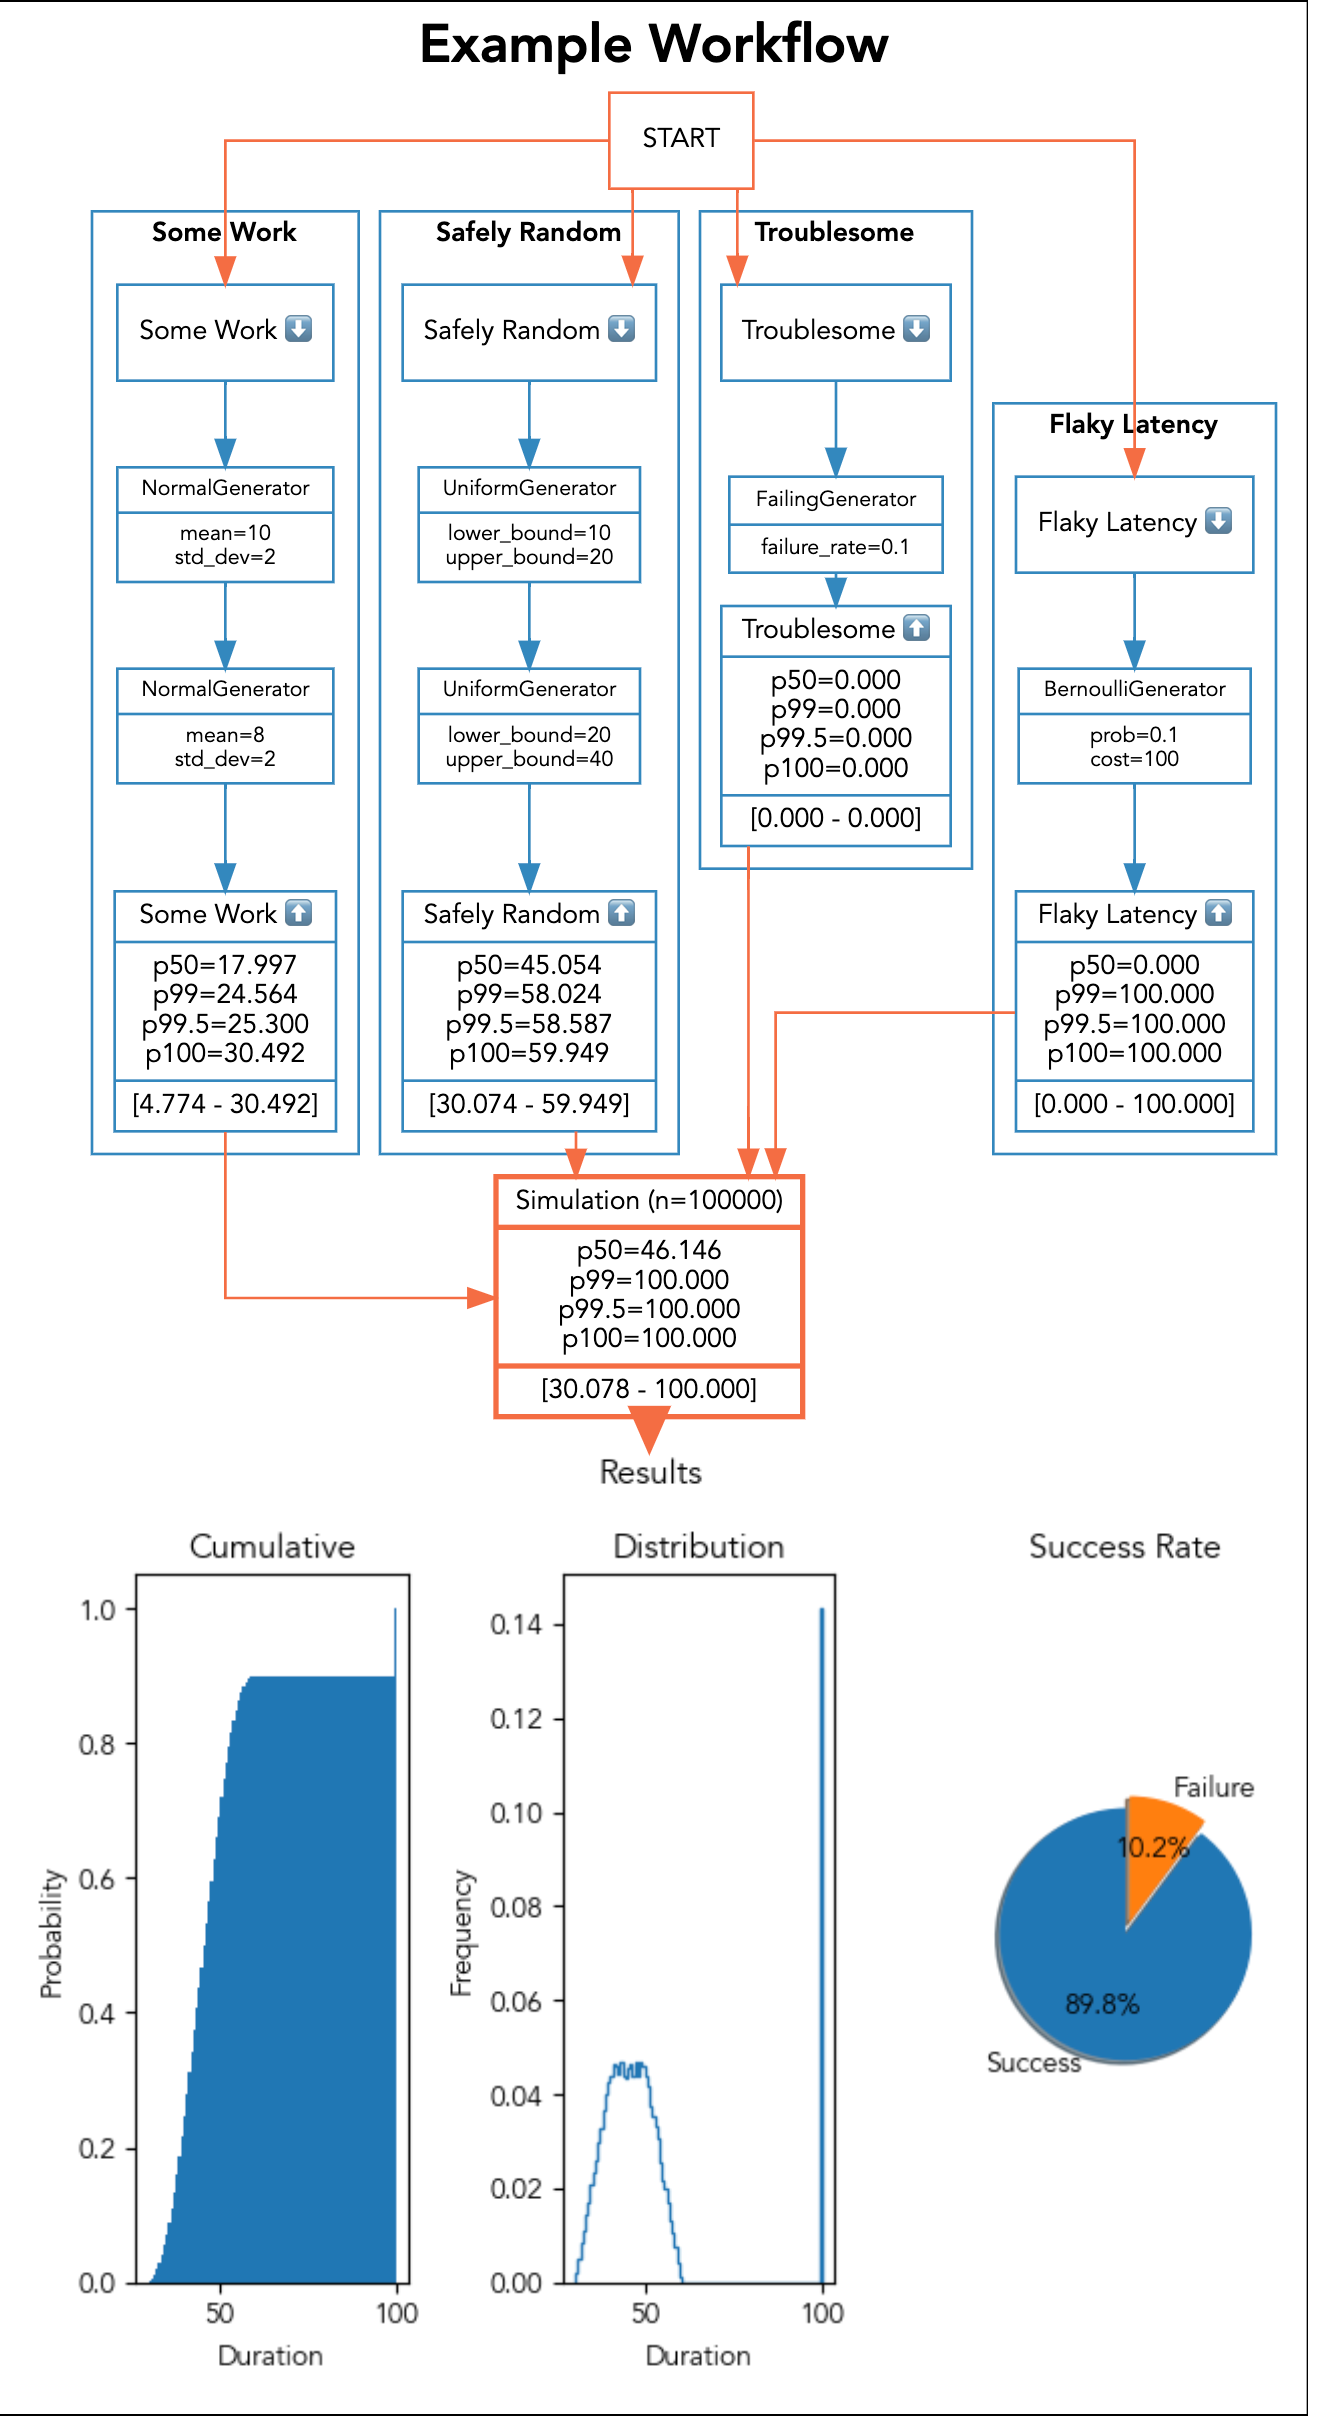 Example Workflow
START
Some Work
Some Work ⬇️
NormalGenerator
mean=10
std_dev=2
NormalGenerator
mean=8
std_dev=2
Some Work ⬆️
p50=17.997
p99=24.564
p99.5=25.300
p100=30.492
[4.774 - 30.492]
Safely Random
Safely Random ⬇️
UniformGenerator
lower_bound=10
upper_bound=20
UniformGenerator
lower_bound=20
upper_bound=40
Safely Random ⬆️
p50=45.054
p99=58.024
p99.5=58.587
p100=59.949
[30.074 - 59.949]
Troublesome
Troublesome ⬇️
FailingGenerator
failure_rate=0.1
Troublesome ⬆️
p50=0.000
p99=0.000
p99.5=0.000
p100=0.000
[0.000 - 0.000]
Flaky Latency
Flaky Latency ⬇️
BernoulliGenerator
prob=0.1
cost=100
Flaky Latency ⬆️
p50=0.000
p99=100.000
p99.5=100.000
p100=100.000
[0.000 - 100.000]
Simulation (n=100000)
p50=46.146
p99=100.000
p99.5=100.000
p100=100.000
[30.078 - 100.000]
Results
Cumulative
Probability
1.0
0.8
0.6
0.4
0.2
0.0
50
100
Duration
Distribution
Frequency
0.14
0.12
0.10
0.08
0.06
0.04
0.02
0.00
50
100
Duration
Success Rate
Failure
10.2%
89.8%
Success